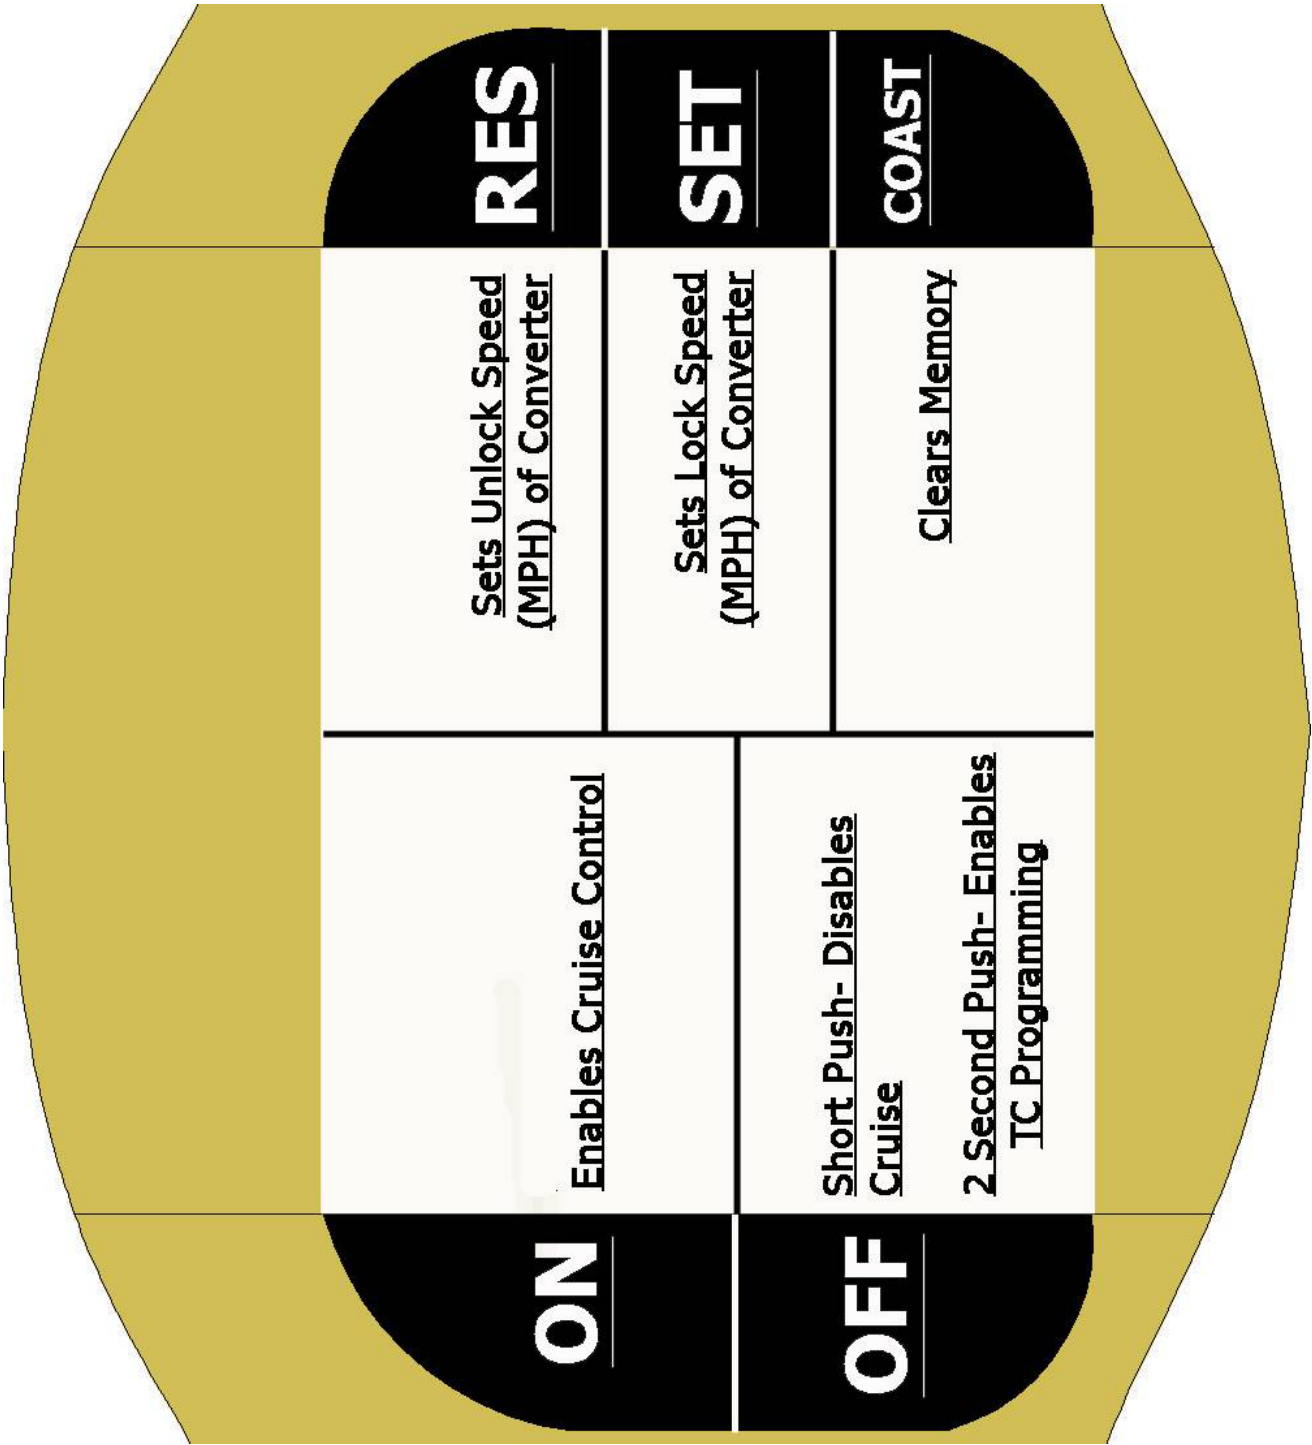 ON
Enables Cruise Control
OFF
Short Push- Disables
Cruise
2 Second Push- Enables
TC Programming
Sets Unlock Speed
(MPH) of Converter
RES
Sets Lock Speed
(MPH) of Converter
SET
Clears Memory
COAST